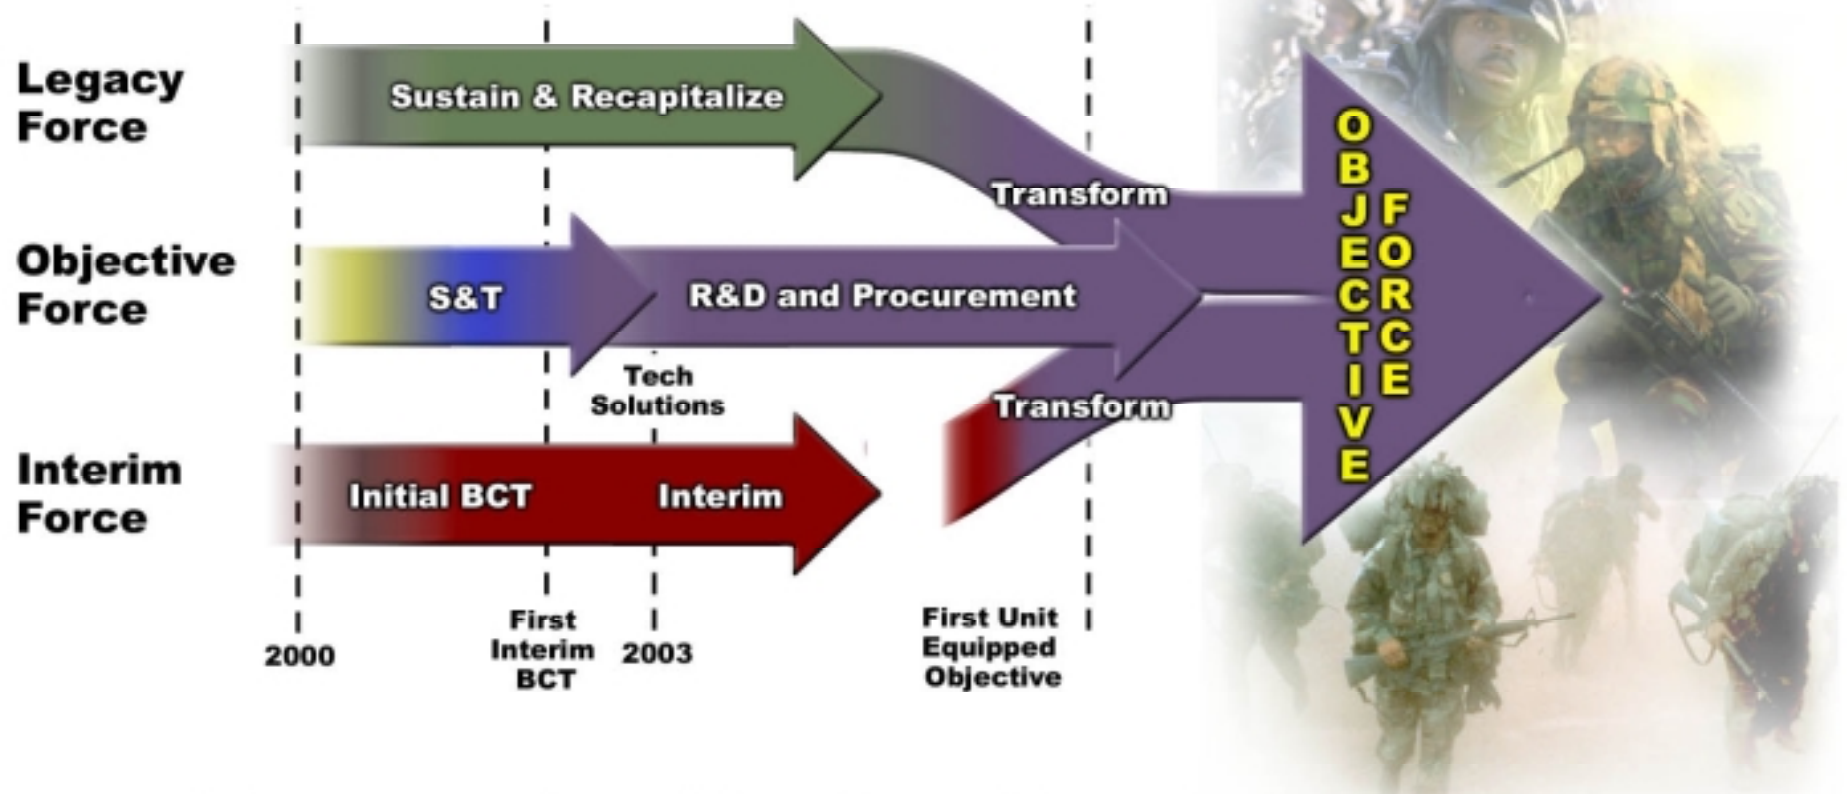 Legacy
Force
Sustain & Recapitalize
Transform
Objective
Force
S&T
R&D and Procurement
Tech
Solutions
Interim
Force
Initial BCT
Interim
Transform
OBJECTIVE
FORCE
2000
First
Interim
BCT
2003
First Unit
Equipped
Objective